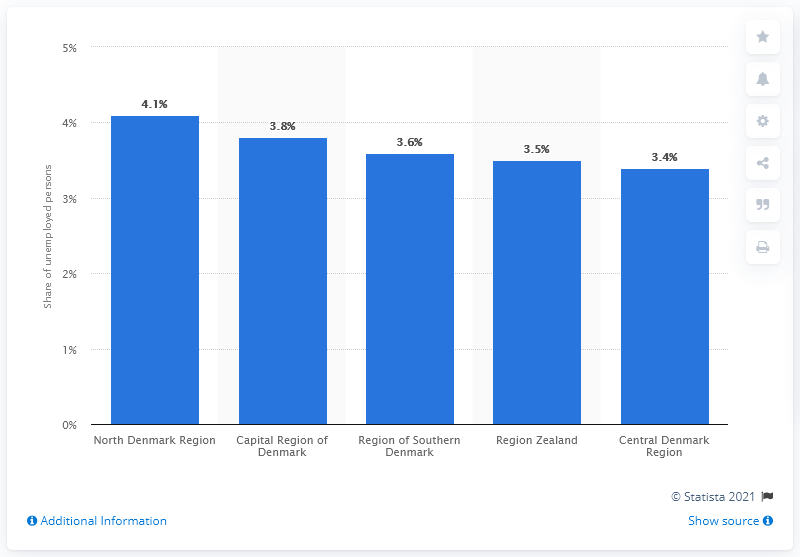 5%
4%
3%
2%
1%
0%
Share of unemployed persons
4.1%
3.8%
3.6%
3.5%
3.4%
North Denmark Region
Capital Region of
Denmark
Region of Southern
Denmark
Region Zealand
Central Denmark
Region
© Statista 2021
Additional Information
Show source